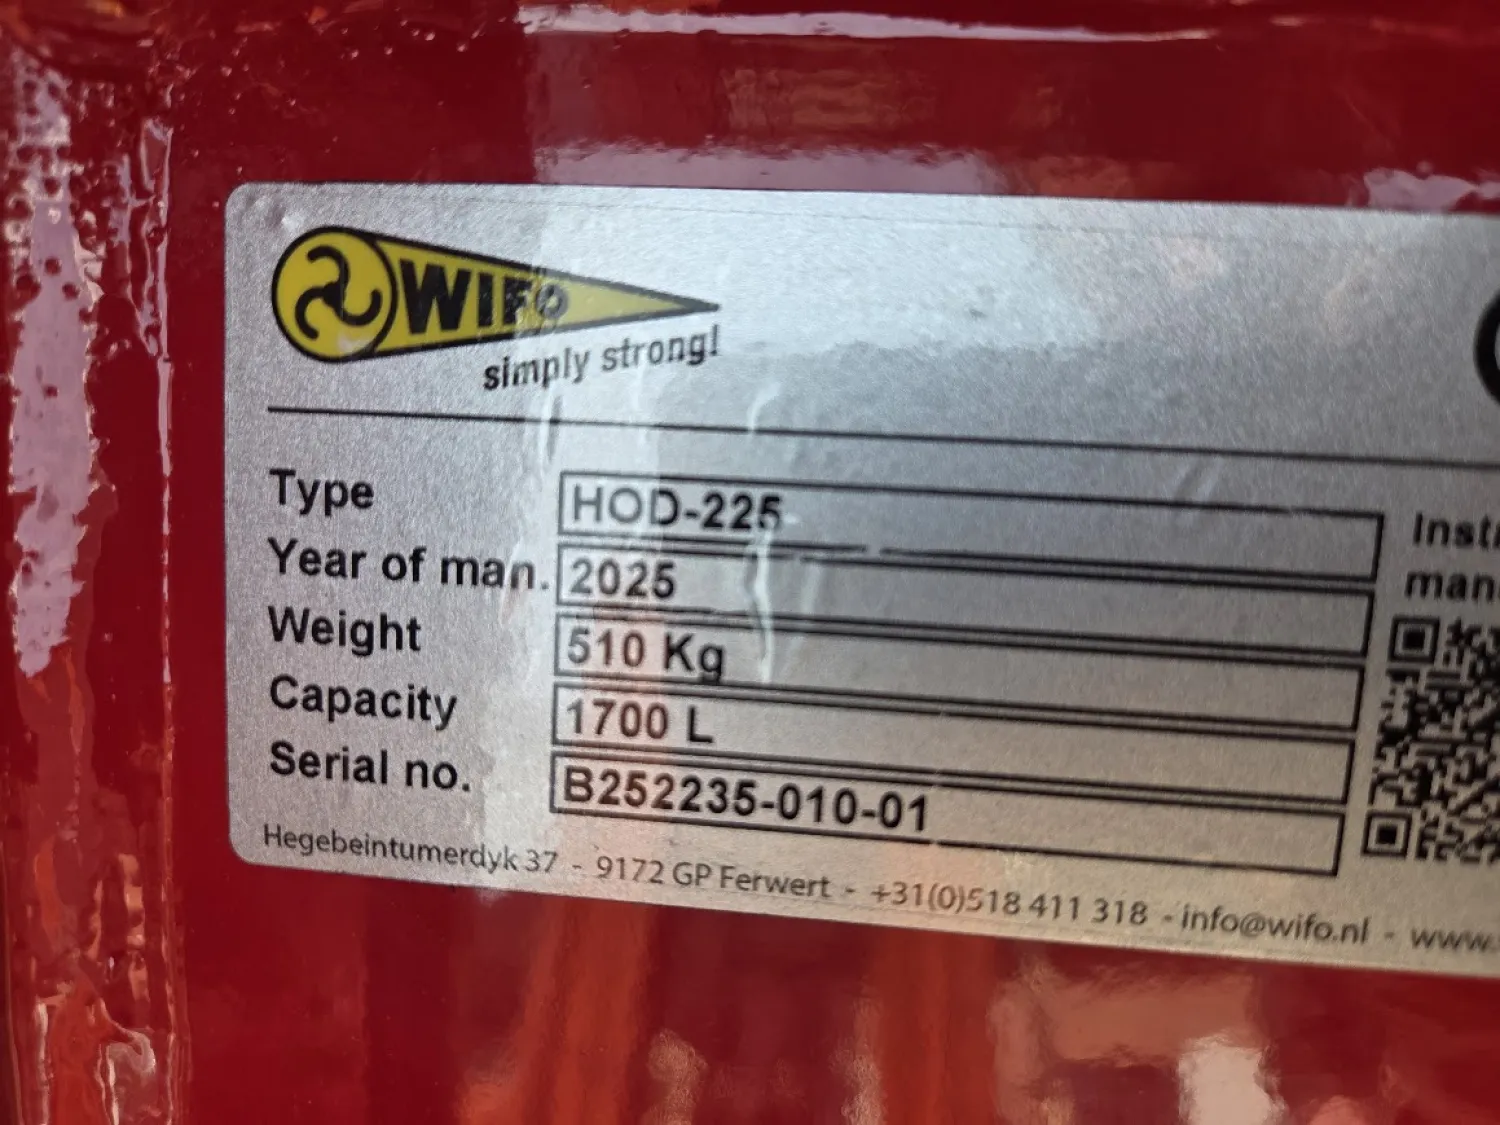 WIFO
simply strong!
Type HOD-225
Year of man. 2025
Weight 510 Kg
Capacity 1700 L
Serial no. B252235-010-01
Hegebeintumerdyk 37 - 9172 GP Ferwert - +31(0)518 411 318 - info@wifo.nl - www.